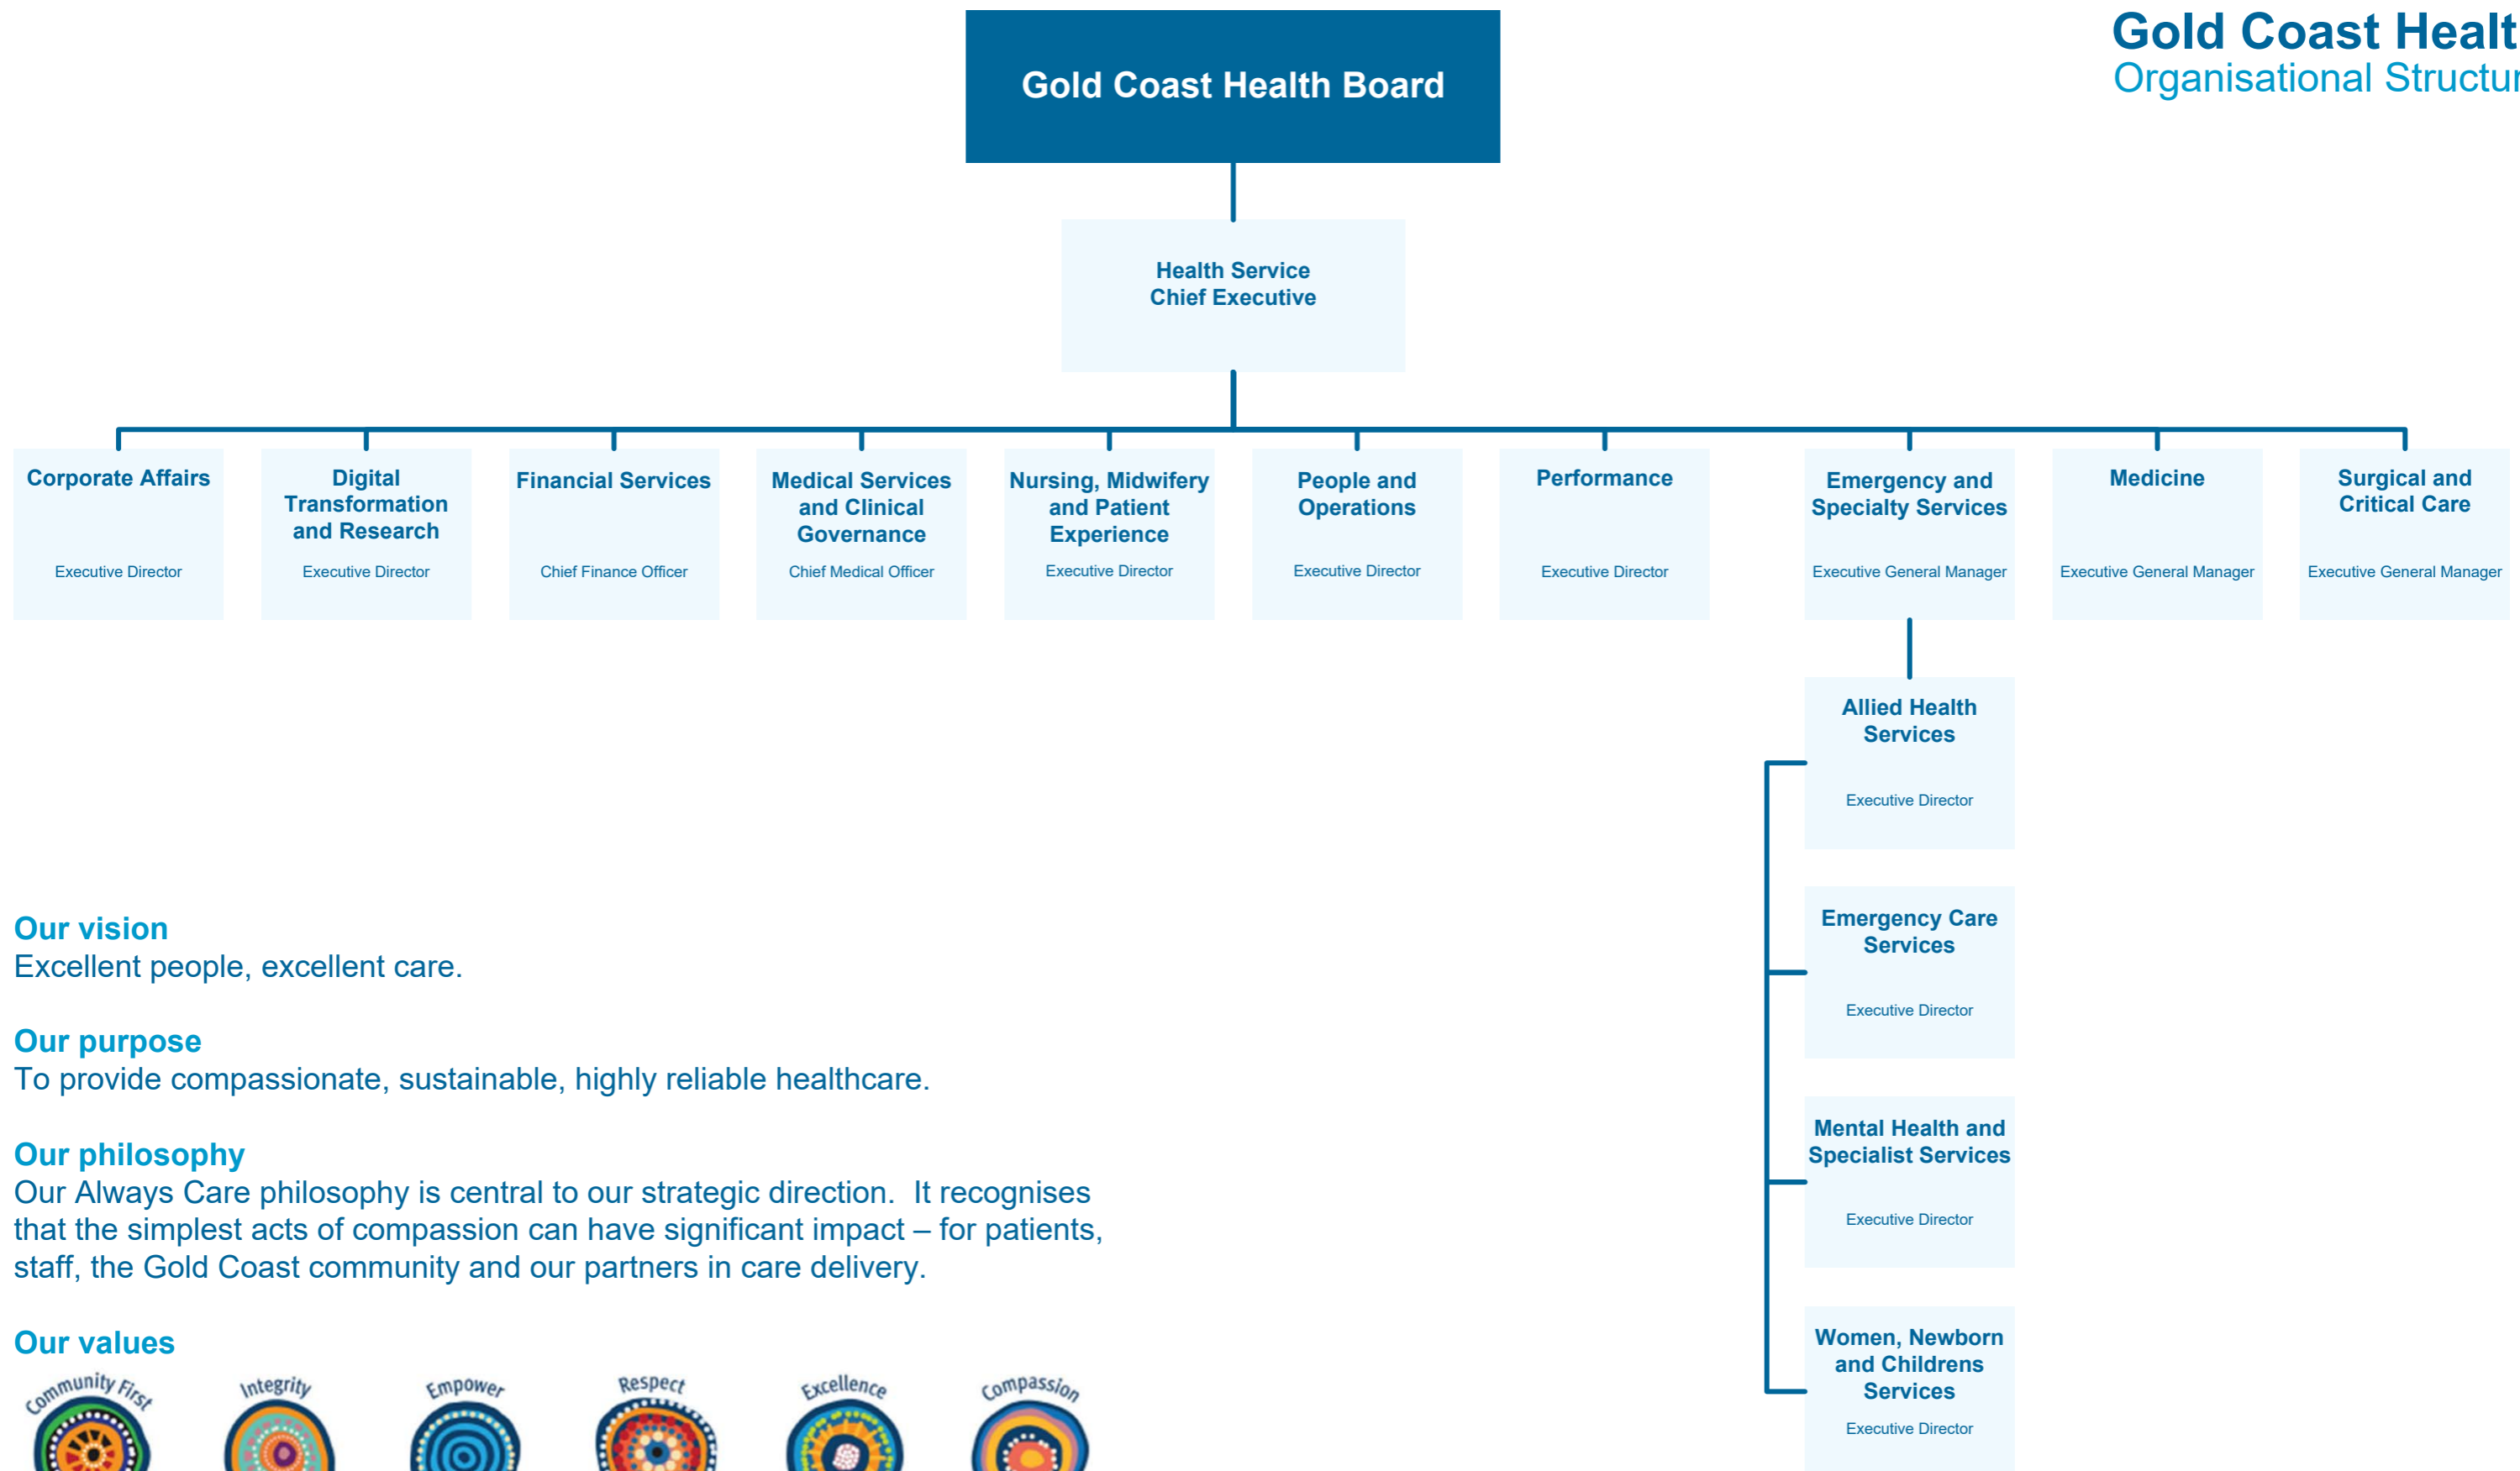 Gold Coast Health Board
Gold Coast Healt
Organisational Structur
Health Service
Chief Executive
Corporate Affairs
Executive Director
Digital
Transformation
and Research
Executive Director
Financial Services
Chief Finance Officer
Medical Services
and Clinical
Governance
Chief Medical Officer
Nursing, Midwifery
and Patient
Experience
Executive Director
People and
Operations
Executive Director
Performance
Executive Director
Emergency and
Specialty Services
Executive General Manager
Medicine
Executive General Manager
Surgical and
Critical Care
Executive General Manager
Allied Health
Services
Executive Director
Emergency Care
Services
Executive Director
Mental Health and
Specialist Services
Executive Director
Women, Newborn
and Childrens
Services
Executive Director
Our vision
Excellent people, excellent care.
Our purpose
To provide compassionate, sustainable, highly reliable healthcare.
Our philosophy
Our Always Care philosophy is central to our strategic direction.  It recognises
that the simplest acts of compassion can have significant impact – for patients,
staff, the Gold Coast community and our partners in care delivery.
Our values
Community First
Integrity
Empower
Respect
Excellence
Compassion